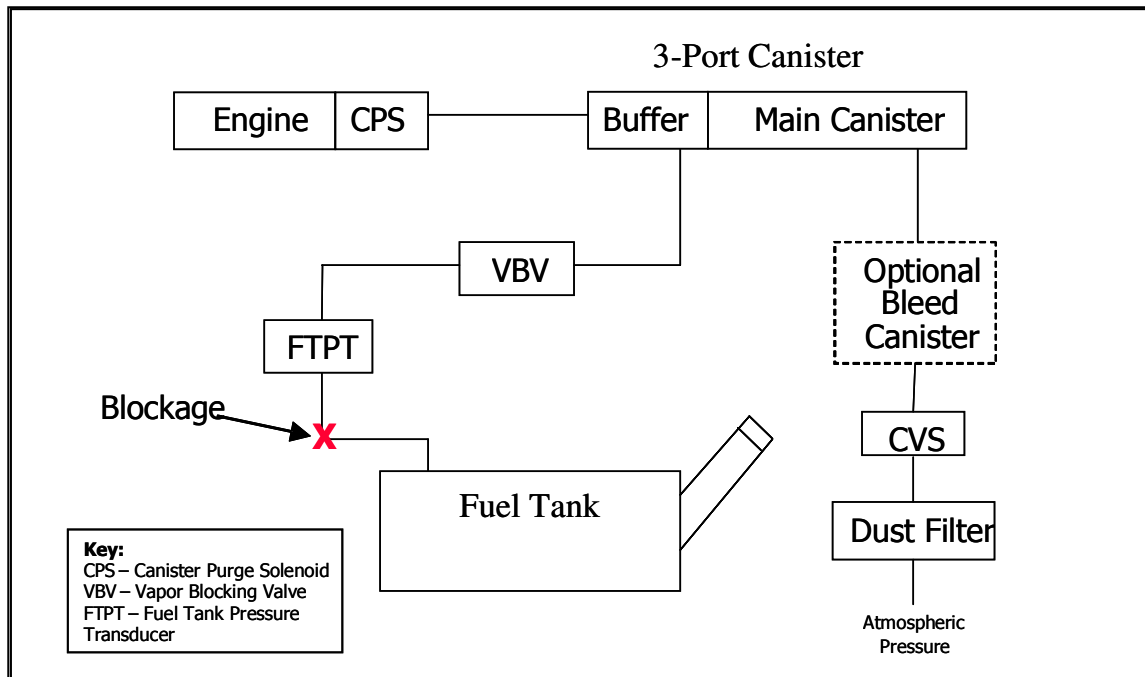 3-Port Canister
Engine
CPS
Buffer
Main Canister
VBV
Optional
Bleed
Canister
FTPT
Blockage
X
CVS
Fuel Tank
Dust Filter
Key:
CPS – Canister Purge Solenoid
VBV – Vapor Blocking Valve
FTPT – Fuel Tank Pressure
Transducer
Atmospheric
Pressure